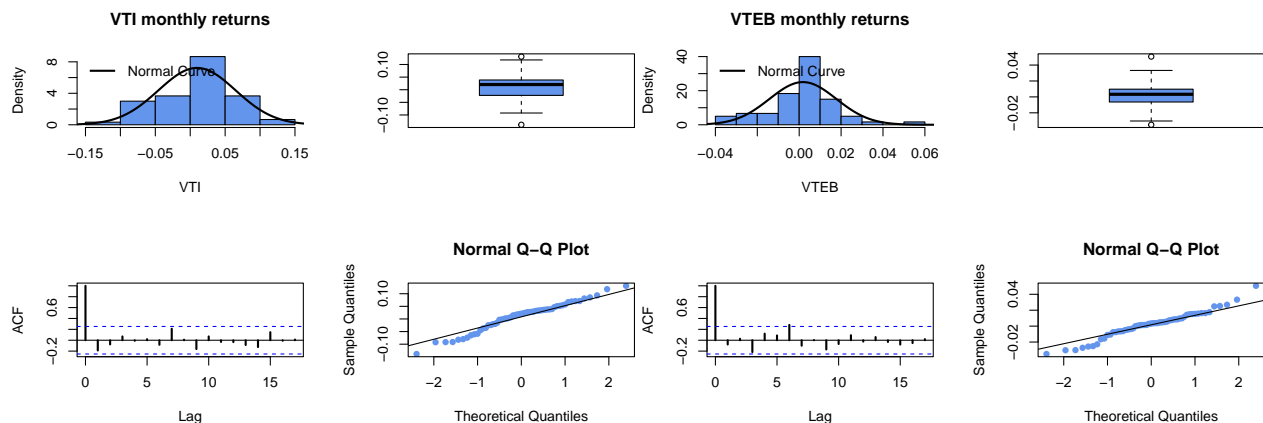 VTI monthly returns
Density
0 4 8
Normal Curve
−0.15 −0.05 0.05 0.15
VTI
−0.10 0.10
VTEB monthly returns
Density
0 20 40
Normal Curve
−0.04 0.00 0.02 0.04 0.06
VTEB
−0.02 0.04
ACF
−0.2 0.6
0 5 10 15
Lag
Normal Q−Q Plot
Sample Quantiles
−0.10 0.10
−2 −1 0 1 2
Theoretical Quantiles
ACF
−0.2 0.6
0 5 10 15
Lag
Normal Q−Q Plot
Sample Quantiles
−0.02 0.04
−2 −1 0 1 2
Theoretical Quantiles